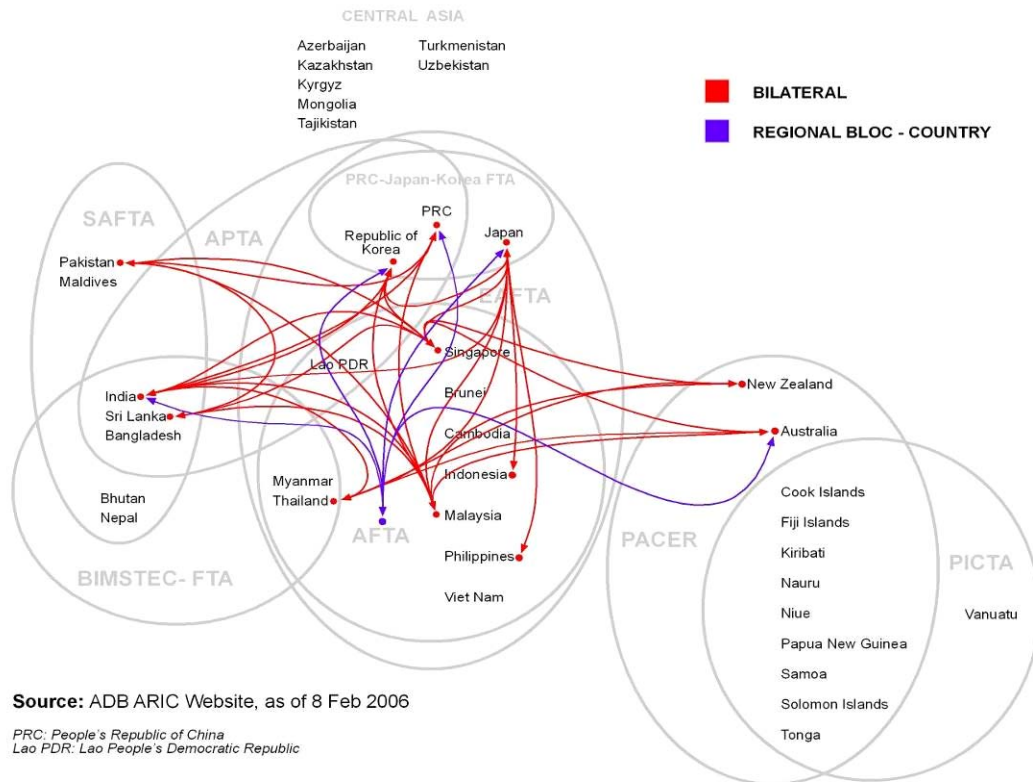 CENTRAL ASIA
Azerbaijan
Kazakhstan
Kyrgyz
Mongolia
Tajikistan
Turkmenistan
Uzbekistan
BILATERAL
REGIONAL BLOC - COUNTRY
PRC-Japan-Korea FTA
SAFTA
APTA
PRC
Republic of
Korea
Japan
Pakistan
Maldives
EAFTA
Singapore
Lao PDR
India
Sri Lanka
Bangladesh
Brunei
Cambodia
New Zealand
Australia
Myanmar
Thailand
Indonesia
Bhutan
Nepal
Malaysia
AFTA
Philippines
Viet Nam
BIMSTEC- FTA
PACER
PICTA
Cook Islands
Fiji Islands
Kiribati
Nauru
Niue
Papua New Guinea
Samoa
Solomon Islands
Tonga
Vanuatu
Source: ADB ARIC Website, as of 8 Feb 2006
PRC: People's Republic of China
Lao PDR: Lao People's Democratic Republic